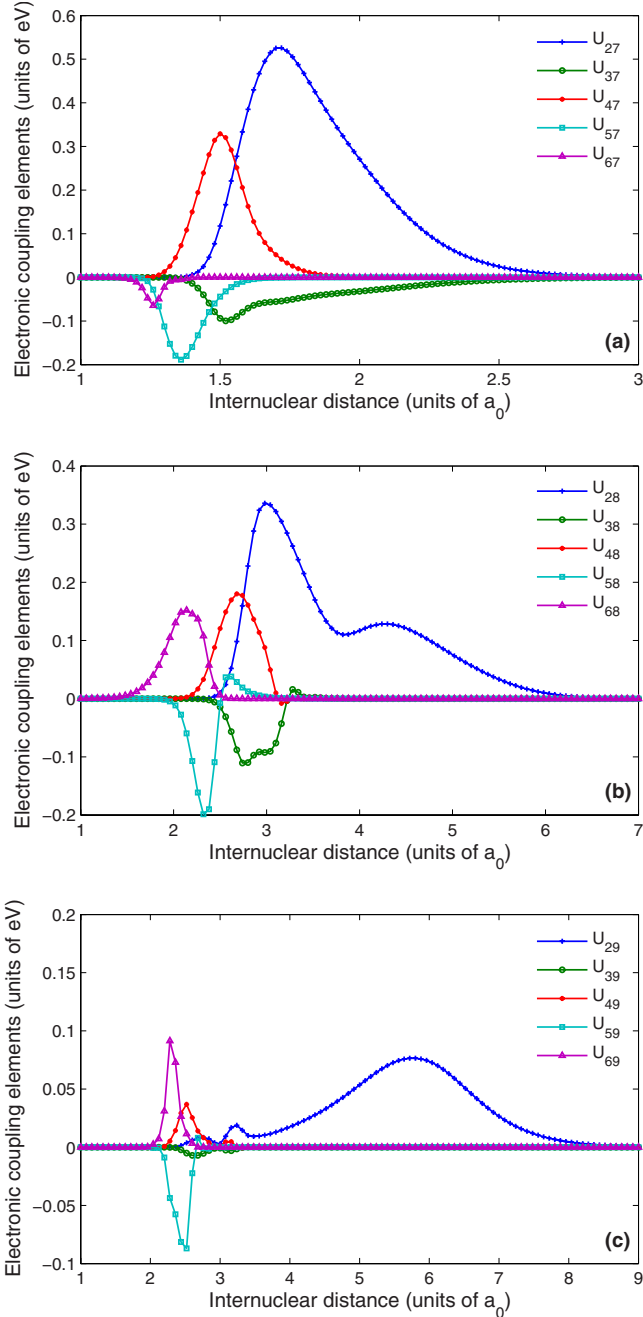 0.6
0.5
0.4
0.3
0.2
0.1
0
−0.1
−0.2
Electronic coupling elements (units of eV)
U27
U37
U47
U57
U67
(a)
1 1.5 2 2.5 3
Internuclear distance (units of a0)
0.4
0.3
0.2
0.1
0
−0.1
−0.2
Electronic coupling elements (units of eV)
U28
U38
U48
U58
U68
(b)
1 2 3 4 5 6 7
Internuclear distance (units of a0)
0.2
0.15
0.1
0.05
0
−0.05
−0.1
Electronic coupling elements (units of eV)
U29
U39
U49
U59
U69
(c)
1 2 3 4 5 6 7 8 9
Internuclear distance (units of a0)